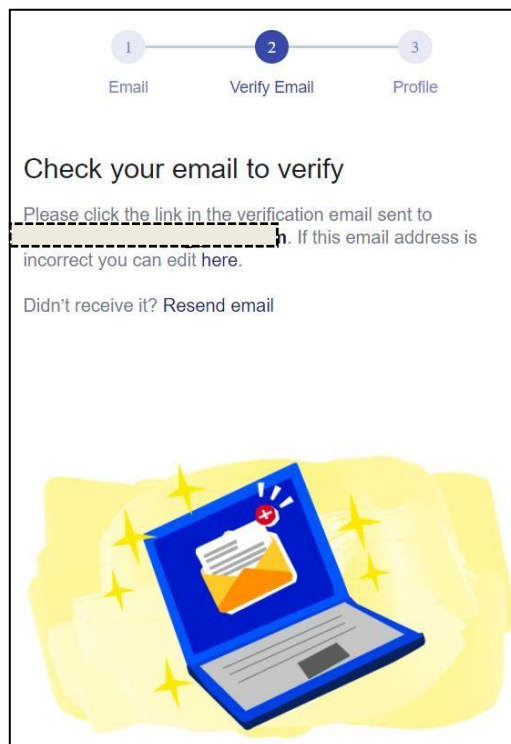 1
2
3
Email
Verify Email
Profile
Check your email to verify
Please click the link in the verification email sent to
. If this email address is
incorrect you can edit here.
Didn't receive it? Resend email